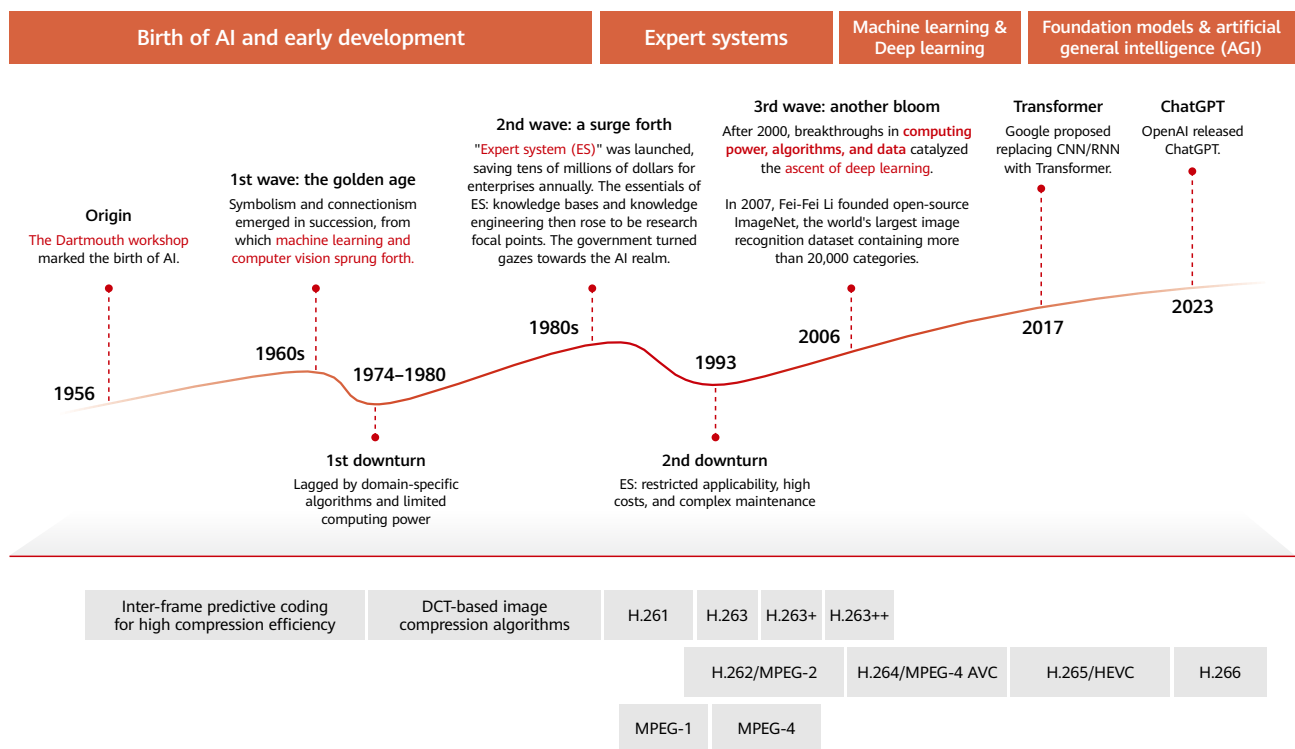 Birth of AI and early development
Expert systems
Machine learning &
Deep learning
Foundation models & artificial
general intelligence (AGI)
Origin
The Dartmouth workshop
marked the birth of AI.
1st wave: the golden age
Symbolism and connectionism
emerged in succession, from
which machine learning and
computer vision sprung forth.
2nd wave: a surge forth
"Expert system (ES)" was launched,
saving tens of millions of dollars for
enterprises annually. The essentials of
ES: knowledge bases and knowledge
engineering then rose to be research
focal points. The government turned
gazes towards the AI realm.
3rd wave: another bloom
After 2000, breakthroughs in computing
power, algorithms, and data catalyzed
the ascent of deep learning.
In 2007, Fei-Fei Li founded open-source
ImageNet, the world's largest image
recognition dataset containing more
than 20,000 categories.
Transformer
Google proposed
replacing CNN/RNN
with Transformer.
ChatGPT
OpenAI released
ChatGPT.
1956
1960s
1974–1980
1980s
1993
2006
2017
2023
1st downturn
Lagged by domain-specific
algorithms and limited
computing power
2nd downturn
ES: restricted applicability, high
costs, and complex maintenance
Inter-frame predictive coding
for high compression efficiency
DCT-based image
compression algorithms
H.261
H.263
H.263+
H.263++
H.262/MPEG-2
H.264/MPEG-4 AVC
H.265/HEVC
H.266
MPEG-1
MPEG-4